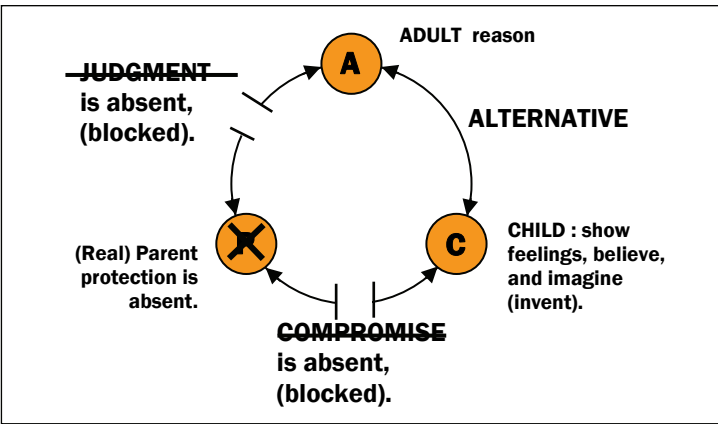 ADULT reason
A
JUDGMENT
is absent,
(blocked).
ALTERNATIVE
P
C
(Real) Parent
protection is
absent.
CHILD : show
feelings, believe,
and imagine
(invent).
COMPROMISE
is absent,
(blocked).